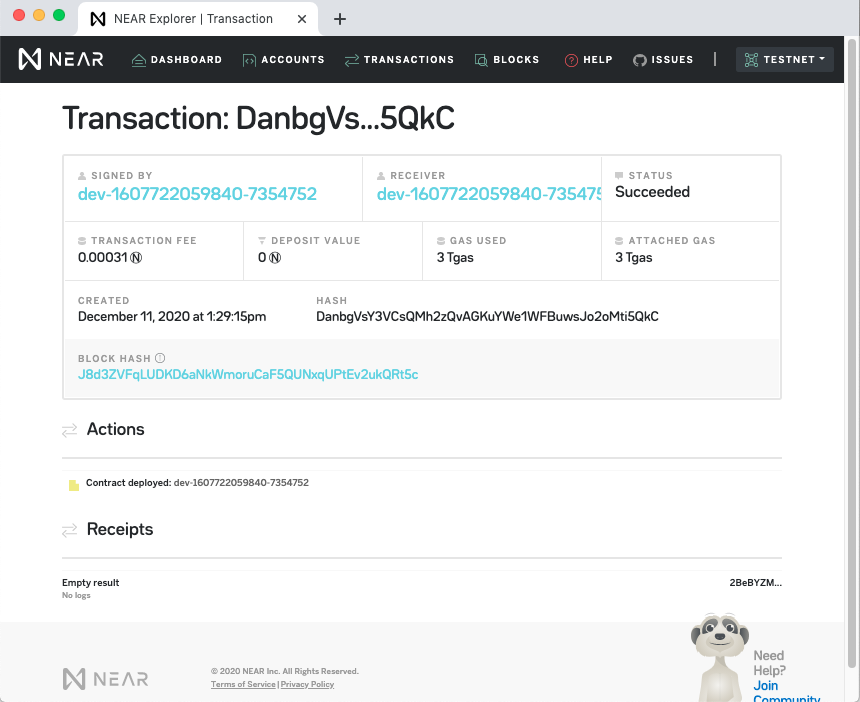 NEAR Explorer | Transaction
NEAR DASHBOARD ACCOUNTS TRANSACTIONS BLOCKS HELP ISSUES | TESTNET
Transaction: DanbgVs...5QkC
SIGNED BY
dev-1607722059840-7354752
RECEIVER
dev-1607722059840-735475
STATUS
Succeeded
TRANSACTION FEE
0.00031 Ⓝ
DEPOSIT VALUE
0 Ⓝ
GAS USED
3 Tgas
ATTACHED GAS
3 Tgas
CREATED
December 11, 2020 at 1:29:15pm
HASH
DanbgVsY3VCsQMh2zQvAGKuYWe1WFBuwsJo2oMti5QkC
BLOCK HASH
J8d3ZVFqLUDKD6aNkWmoruCaF5QUNxqUPtEv2ukQRt5c
Actions
Contract deployed: dev-1607722059840-7354752
Receipts
Empty result 2BeBYZM...
No logs
NEAR
© 2020 NEAR Inc. All Rights Reserved.
Terms of Service | Privacy Policy
Need
Help?
Join
Community